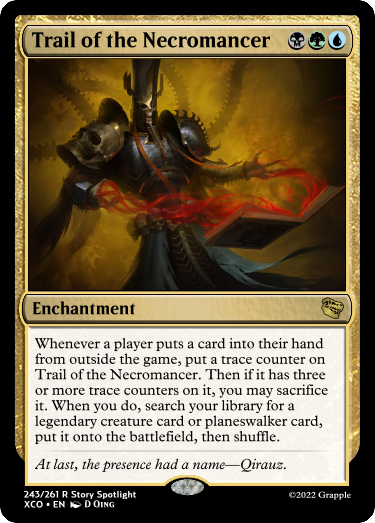 Trail of the Necromancer
Enchantment
Whenever a player puts a card into their hand
from outside the game, put a trace counter on
Trail of the Necromancer. Then if it has three
or more trace counters on it, you may sacrifice
it. When you do, search your library for a
legendary creature card or planeswalker card,
put it onto the battlefield, then shuffle.
At last, the presence had a name—Qirauz.
243/261 R Story Spotlight
XCO • EN D Qing
©2022 Grapple